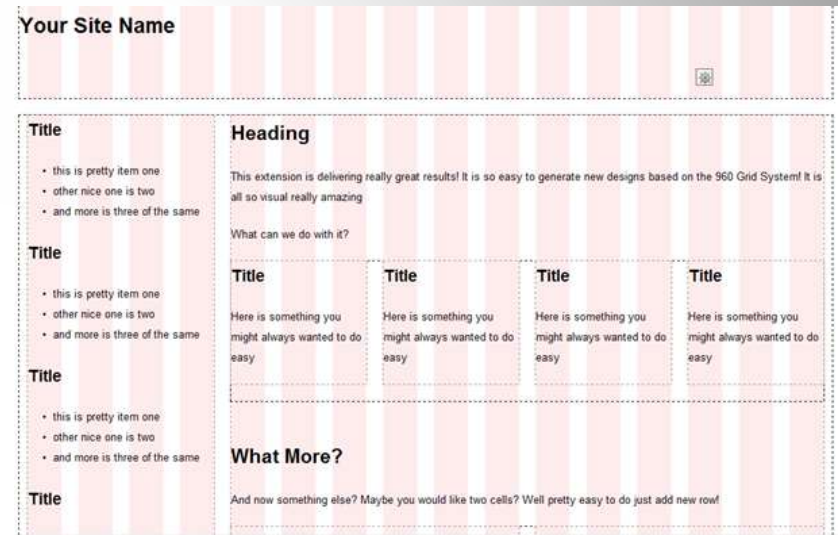 Your Site Name
Title
• this is pretty item one
• other nice one is two
• and more is three of the same
Title
• this is pretty item one
• other nice one is two
• and more is three of the same
Title
• this is pretty item one
• other nice one is two
• and more is three of the same
Title
Heading
This extension is delivering really great results! It is so easy to generate new designs based on the 960 Grid System! It is
all so visual really amazing
What can we do with it?
Title
Here is something you
might always wanted to do
easy
Title
Here is something you
might always wanted to do
easy
Title
Here is something you
might always wanted to do
easy
Title
Here is something you
might always wanted to do
easy
What More?
And now something else? Maybe you would like two cells? Well pretty easy to do just add new row!